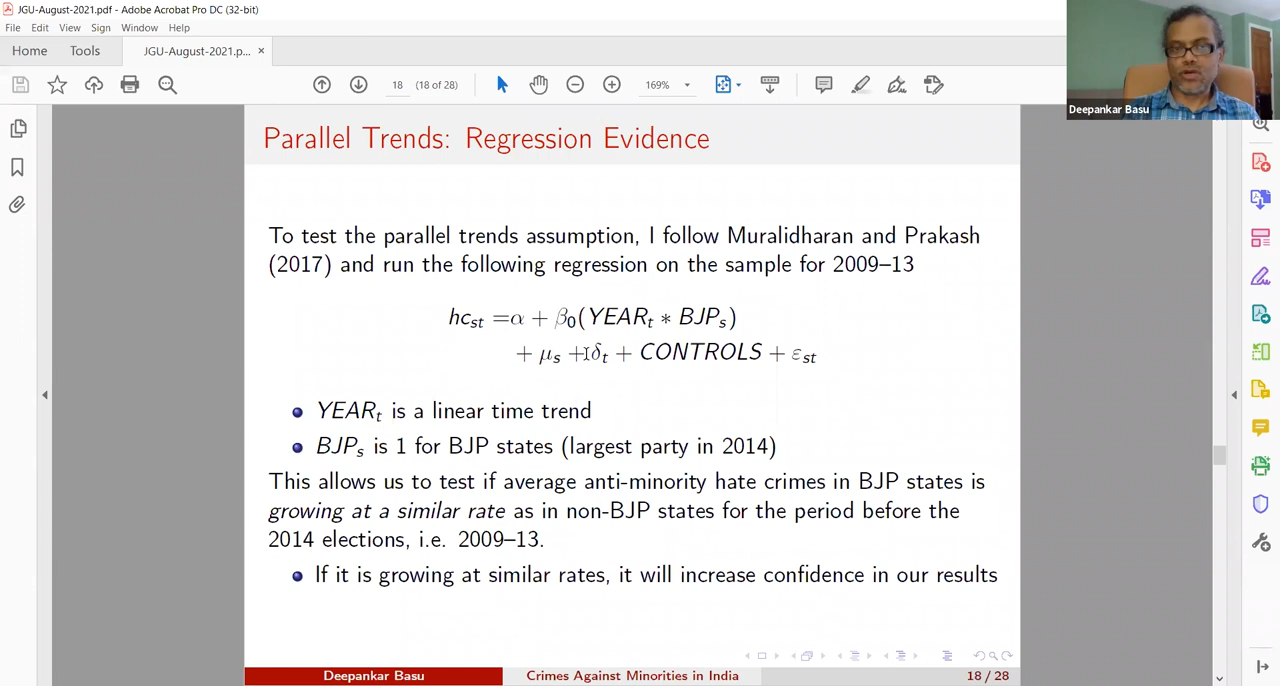 JGU-August-2021.pdf - Adobe Acrobat Pro DC (32-bit)
File Edit View Sign Window Help
Home Tools JGU-August-2021.p... ×
18 (18 of 28) 169%
Deepankar Basu
Parallel Trends: Regression Evidence
To test the parallel trends assumption, I follow Muralidharan and Prakash
(2017) and run the following regression on the sample for 2009–13
hc_st =α + β_0(YEAR_t ∗ BJP_s)
+ μ_s + δ_t + CONTROLS + ε_st
• YEAR_t is a linear time trend
• BJP_s is 1 for BJP states (largest party in 2014)
This allows us to test if average anti-minority hate crimes in BJP states is
growing at a similar rate as in non-BJP states for the period before the
2014 elections, i.e. 2009–13.
• If it is growing at similar rates, it will increase confidence in our results
Deepankar Basu Crimes Against Minorities in India 18 / 28